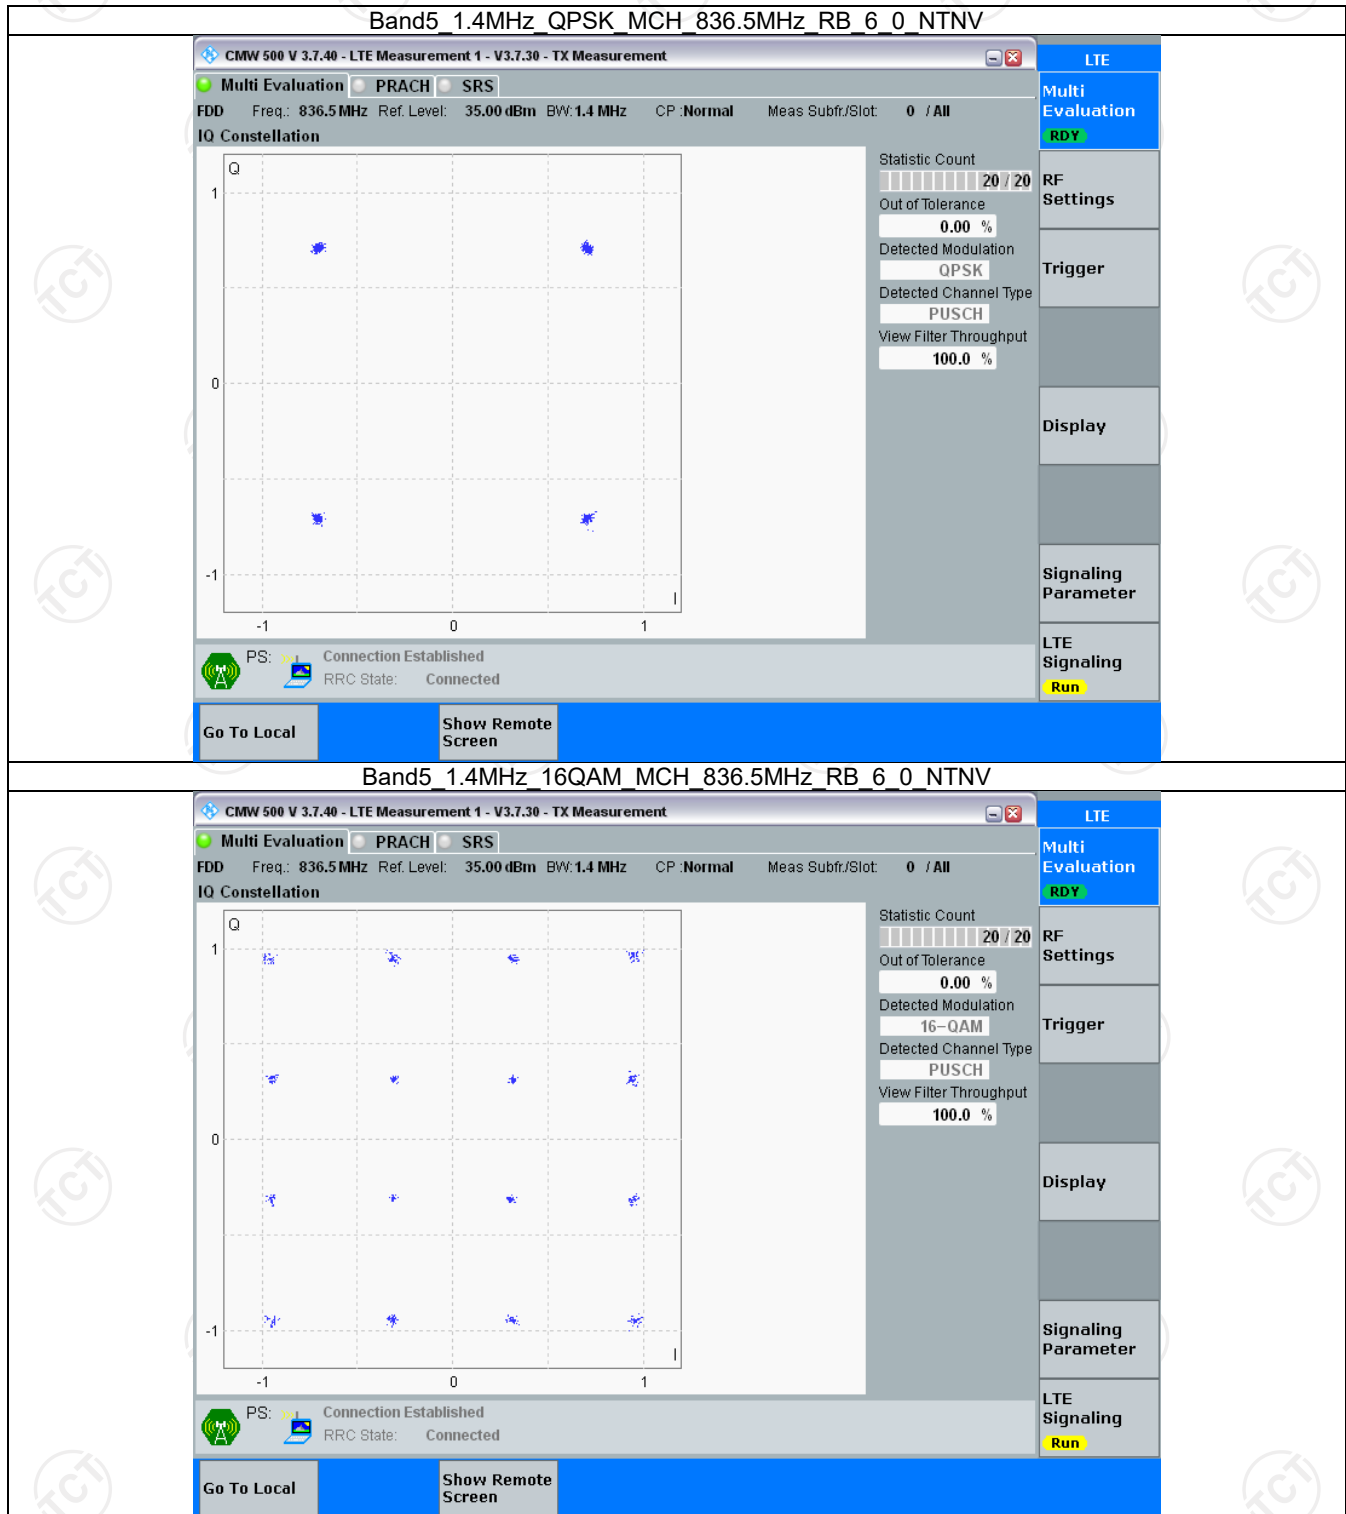 Band5_1.4MHz_QPSK_MCH_836.5MHz_RB_6_0_NTNV
CMW 500 V 3.7.40 - LTE Measurement 1 - V3.7.30 - TX Measurement
LTE
Multi Evaluation PRACH SRS
FDD Freq.: 836.5 MHz Ref. Level: 35.00 dBm BW: 1.4 MHz CP :Normal Meas Subfr./Slot: 0 / All
Multi
Evaluation
RDY
IQ Constellation
Q
1
0
-1
I
-1 0 1
Statistic Count
20 / 20
Out of Tolerance
0.00 %
Detected Modulation
QPSK
Detected Channel Type
PUSCH
View Filter Throughput
100.0 %
RF
Settings
Trigger
Display
Signaling
Parameter
LTE
Signaling
Run
PS: Connection Established
RRC State: Connected
Go To Local
Show Remote
Screen
Band5_1.4MHz_16QAM_MCH_836.5MHz_RB_6_0_NTNV
CMW 500 V 3.7.40 - LTE Measurement 1 - V3.7.30 - TX Measurement
LTE
Multi Evaluation PRACH SRS
FDD Freq.: 836.5 MHz Ref. Level: 35.00 dBm BW: 1.4 MHz CP :Normal Meas Subfr./Slot: 0 / All
Multi
Evaluation
RDY
IQ Constellation
Q
1
0
-1
I
-1 0 1
Statistic Count
20 / 20
Out of Tolerance
0.00 %
Detected Modulation
16-QAM
Detected Channel Type
PUSCH
View Filter Throughput
100.0 %
RF
Settings
Trigger
Display
Signaling
Parameter
LTE
Signaling
Run
PS: Connection Established
RRC State: Connected
Go To Local
Show Remote
Screen
TCT
TCT
TCT
TCT
TCT
TCT
TCT
TCT
TCT
TCT